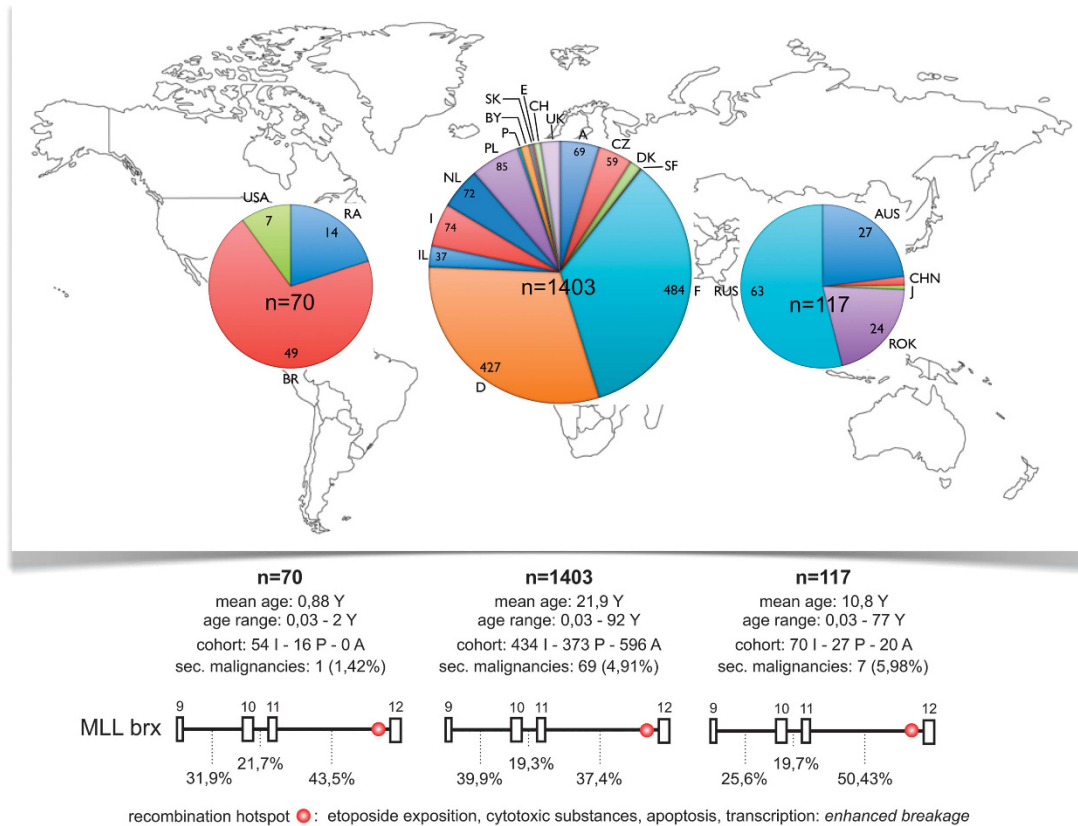 E
SK
CH
BY
UK
A
P
CZ
PL
69
DK
59
SF
85
NL
72
USA
RA
AUS
7
I
14
74
27
IL
37
CHN
n=70
n=1403
484
F
RUS
63
n=117
J
24
49
427
ROK
BR
D
n=70
mean age: 0,88 Y
age range: 0,03 - 2 Y
cohort: 54 I - 16 P - 0 A
sec. malignancies: 1 (1,42%)
n=1403
mean age: 21,9 Y
age range: 0,03 - 92 Y
cohort: 434 I - 373 P - 596 A
sec. malignancies: 69 (4,91%)
n=117
mean age: 10,8 Y
age range: 0,03 - 77 Y
cohort: 70 I - 27 P - 20 A
sec. malignancies: 7 (5,98%)
MLL brx
9 10 11 12
31,9% 21,7% 43,5%
9 10 11 12
39,9% 19,3% 37,4%
9 10 11 12
25,6% 19,7% 50,43%
recombination hotspot : etoposide exposition, cytotoxic substances, apoptosis, transcription: enhanced breakage